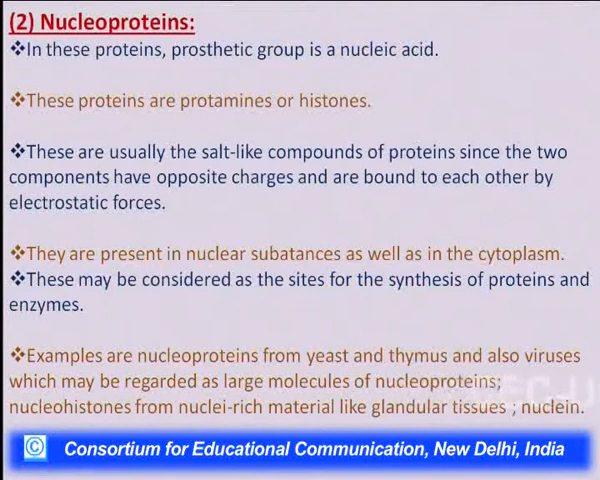 (2) Nucleoproteins:
❖In these proteins, prosthetic group is a nucleic acid.
❖These proteins are protamines or histones.
❖These are usually the salt-like compounds of proteins since the two
components have opposite charges and are bound to each other by
electrostatic forces.
❖They are present in nuclear subatances as well as in the cytoplasm.
❖These may be considered as the sites for the synthesis of proteins and
enzymes.
❖Examples are nucleoproteins from yeast and thymus and also viruses
which may be regarded as large molecules of nucleoproteins;
nucleohistones from nuclei-rich material like glandular tissues ; nuclein.
© Consortium for Educational Communication, New Delhi, India